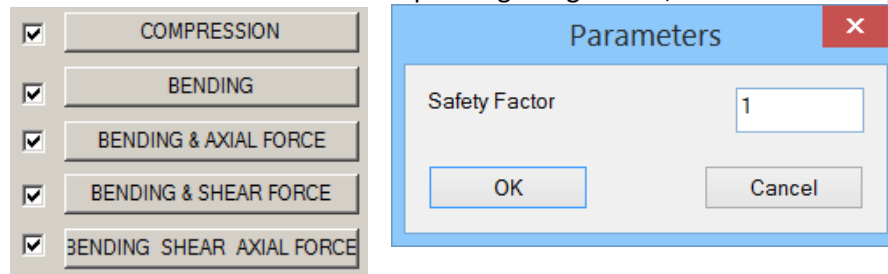 COMPRESSION
BENDING
BENDING & AXIAL FORCE
BENDING & SHEAR FORCE
BENDING SHEAR AXIAL FORCE
Parameters
x
Safety Factor
1
OK
Cancel